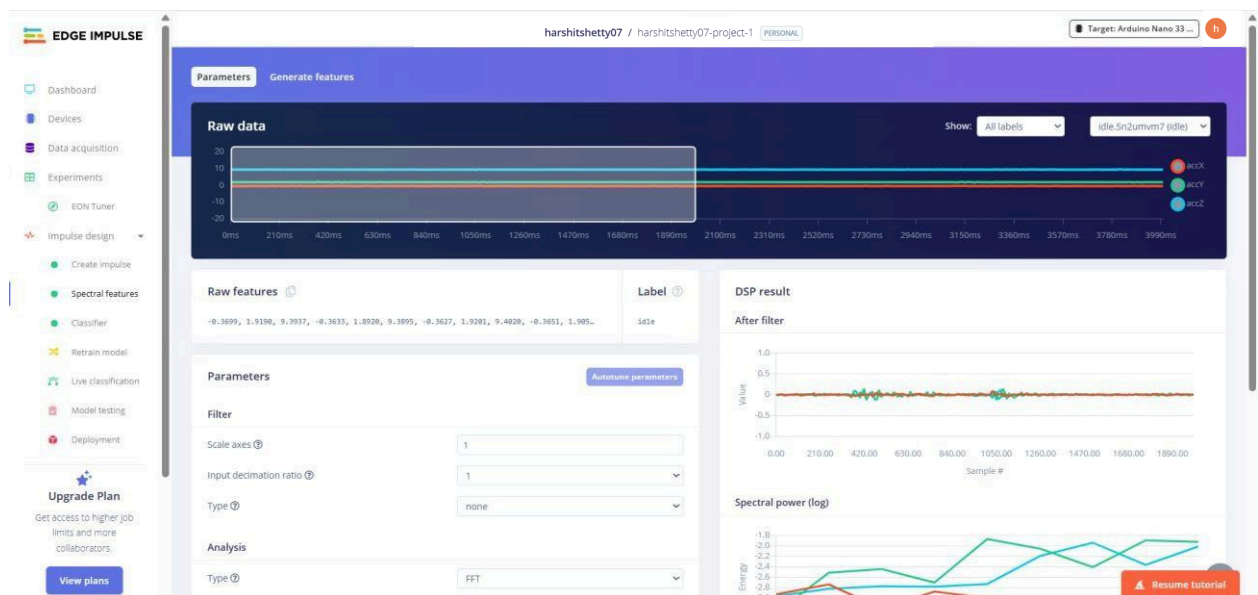 EDGE IMPULSE
harshitshetty07 / harshitshetty07-project-1 PERSONAL
Target: Arduino Nano 33 ...
h
Dashboard
Devices
Data acquisition
Experiments
EON Tuner
Impulse design
Create impulse
Spectral features
Classifier
Retrain model
Live classification
Model testing
Deployment
Upgrade Plan
Get access to higher job
limits and more
collaborators.
View plans
Parameters Generate features
Raw data
Show: All labels
idle.5n2umvm7 (idle)
20
10
0
-10
-20
0ms 210ms 420ms 630ms 840ms 1050ms 1260ms 1470ms 1680ms 1890ms 2100ms 2310ms 2520ms 2730ms 2940ms 3150ms 3360ms 3570ms 3780ms 3990ms
accX
accY
accZ
Raw features
Label
-0.3699, 1.9190, 9.3937, -0.3633, 1.8920, 9.3895, -0.3627, 1.9201, 9.4020, -0.3651, 1.905…
idle
Parameters
Autotune parameters
Filter
Scale axes 1
Input decimation ratio 1
Type none
Analysis
Type FFT
DSP result
After filter
1.0
0.5
0
-0.5
-1.0
Value
0.00 210.00 420.00 630.00 840.00 1050.00 1260.00 1470.00 1680.00 1890.00
Sample #
Spectral power (log)
-1.8
-2.0
-2.2
-2.4
-2.6
-2.8
Energy
Resume tutorial